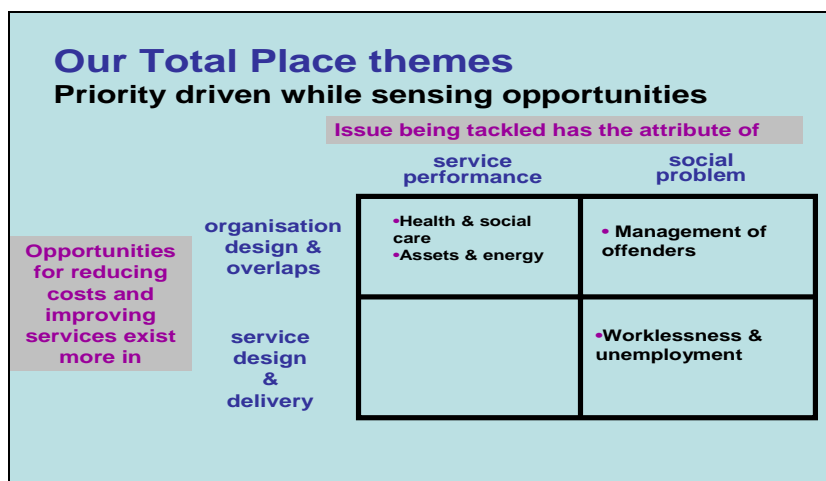 Our Total Place themes
Priority driven while sensing opportunities
Issue being tackled has the attribute of
service
performance
social
problem
Opportunities
for reducing
costs and
improving
services exist
more in
organisation
design &
overlaps
•Health & social
care
•Assets & energy
• Management of
offenders
service
design
&
delivery
•Worklessness &
unemployment